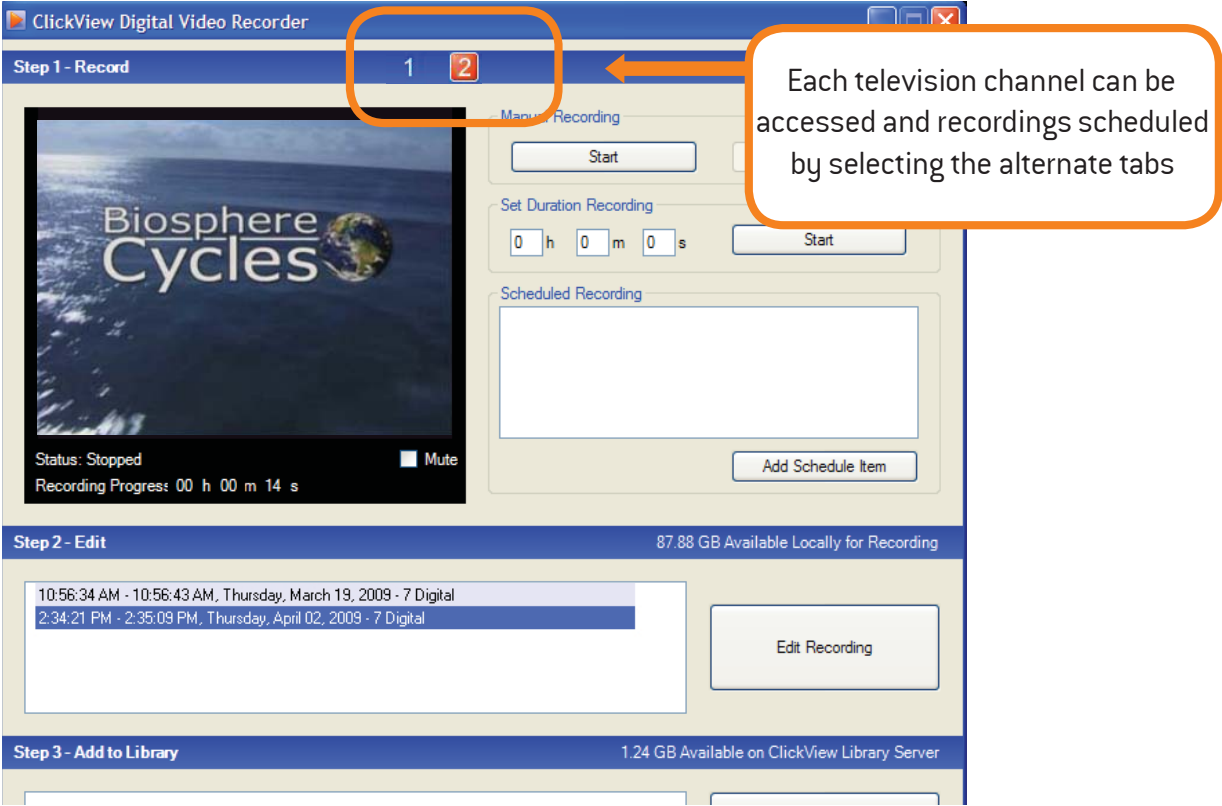 ClickView Digital Video Recorder
Step 1 - Record
1 2
Each television channel can be
accessed and recordings scheduled
by selecting the alternate tabs
Biosphere
Cycles
Status: Stopped
Mute
Recording Progress 00 h 00 m 14 s
Manual Recording
Start
Set Duration Recording
0 h 0 m 0 s
Start
Scheduled Recording
Add Schedule Item
Step 2 - Edit
87.88 GB Available Locally for Recording
10:56:34 AM - 10:56:43 AM, Thursday, March 19, 2009 - 7 Digital
2:34:21 PM - 2:35:09 PM, Thursday, April 02, 2009 - 7 Digital
Edit Recording
Step 3 - Add to Library
1.24 GB Available on ClickView Library Server